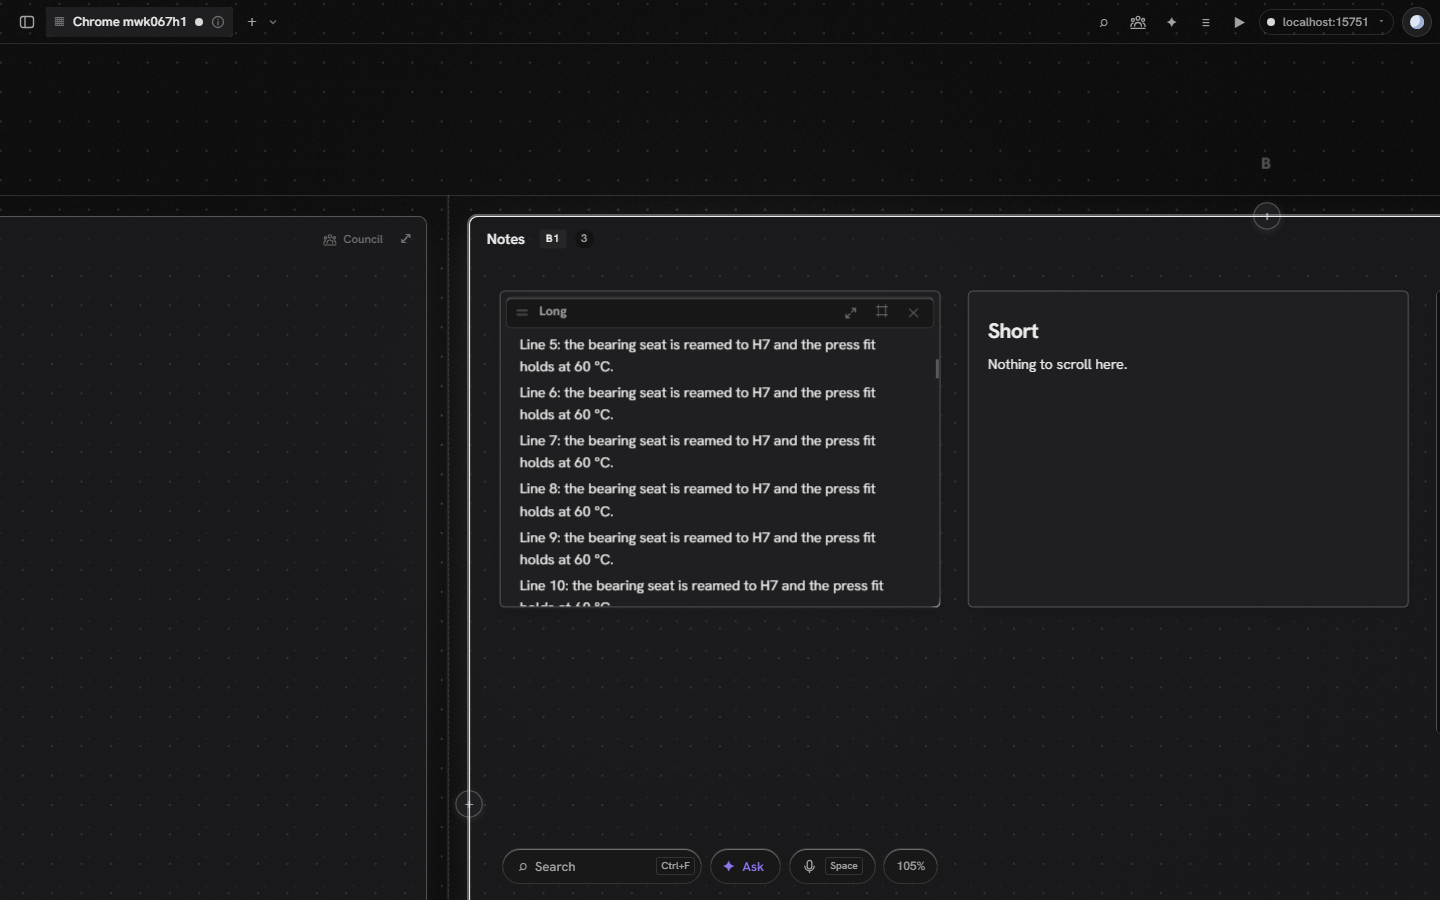 Chrome mwk067h1
localhost:15751
B
Council
Notes B1 3
Long
Line 5: the bearing seat is reamed to H7 and the press fit
holds at 60 °C.
Line 6: the bearing seat is reamed to H7 and the press fit
holds at 60 °C.
Line 7: the bearing seat is reamed to H7 and the press fit
holds at 60 °C.
Line 8: the bearing seat is reamed to H7 and the press fit
holds at 60 °C.
Line 9: the bearing seat is reamed to H7 and the press fit
holds at 60 °C.
Line 10: the bearing seat is reamed to H7 and the press fit
holds at 60 °C.
Short
Nothing to scroll here.
Search Ctrl+F
Ask
Space
105%